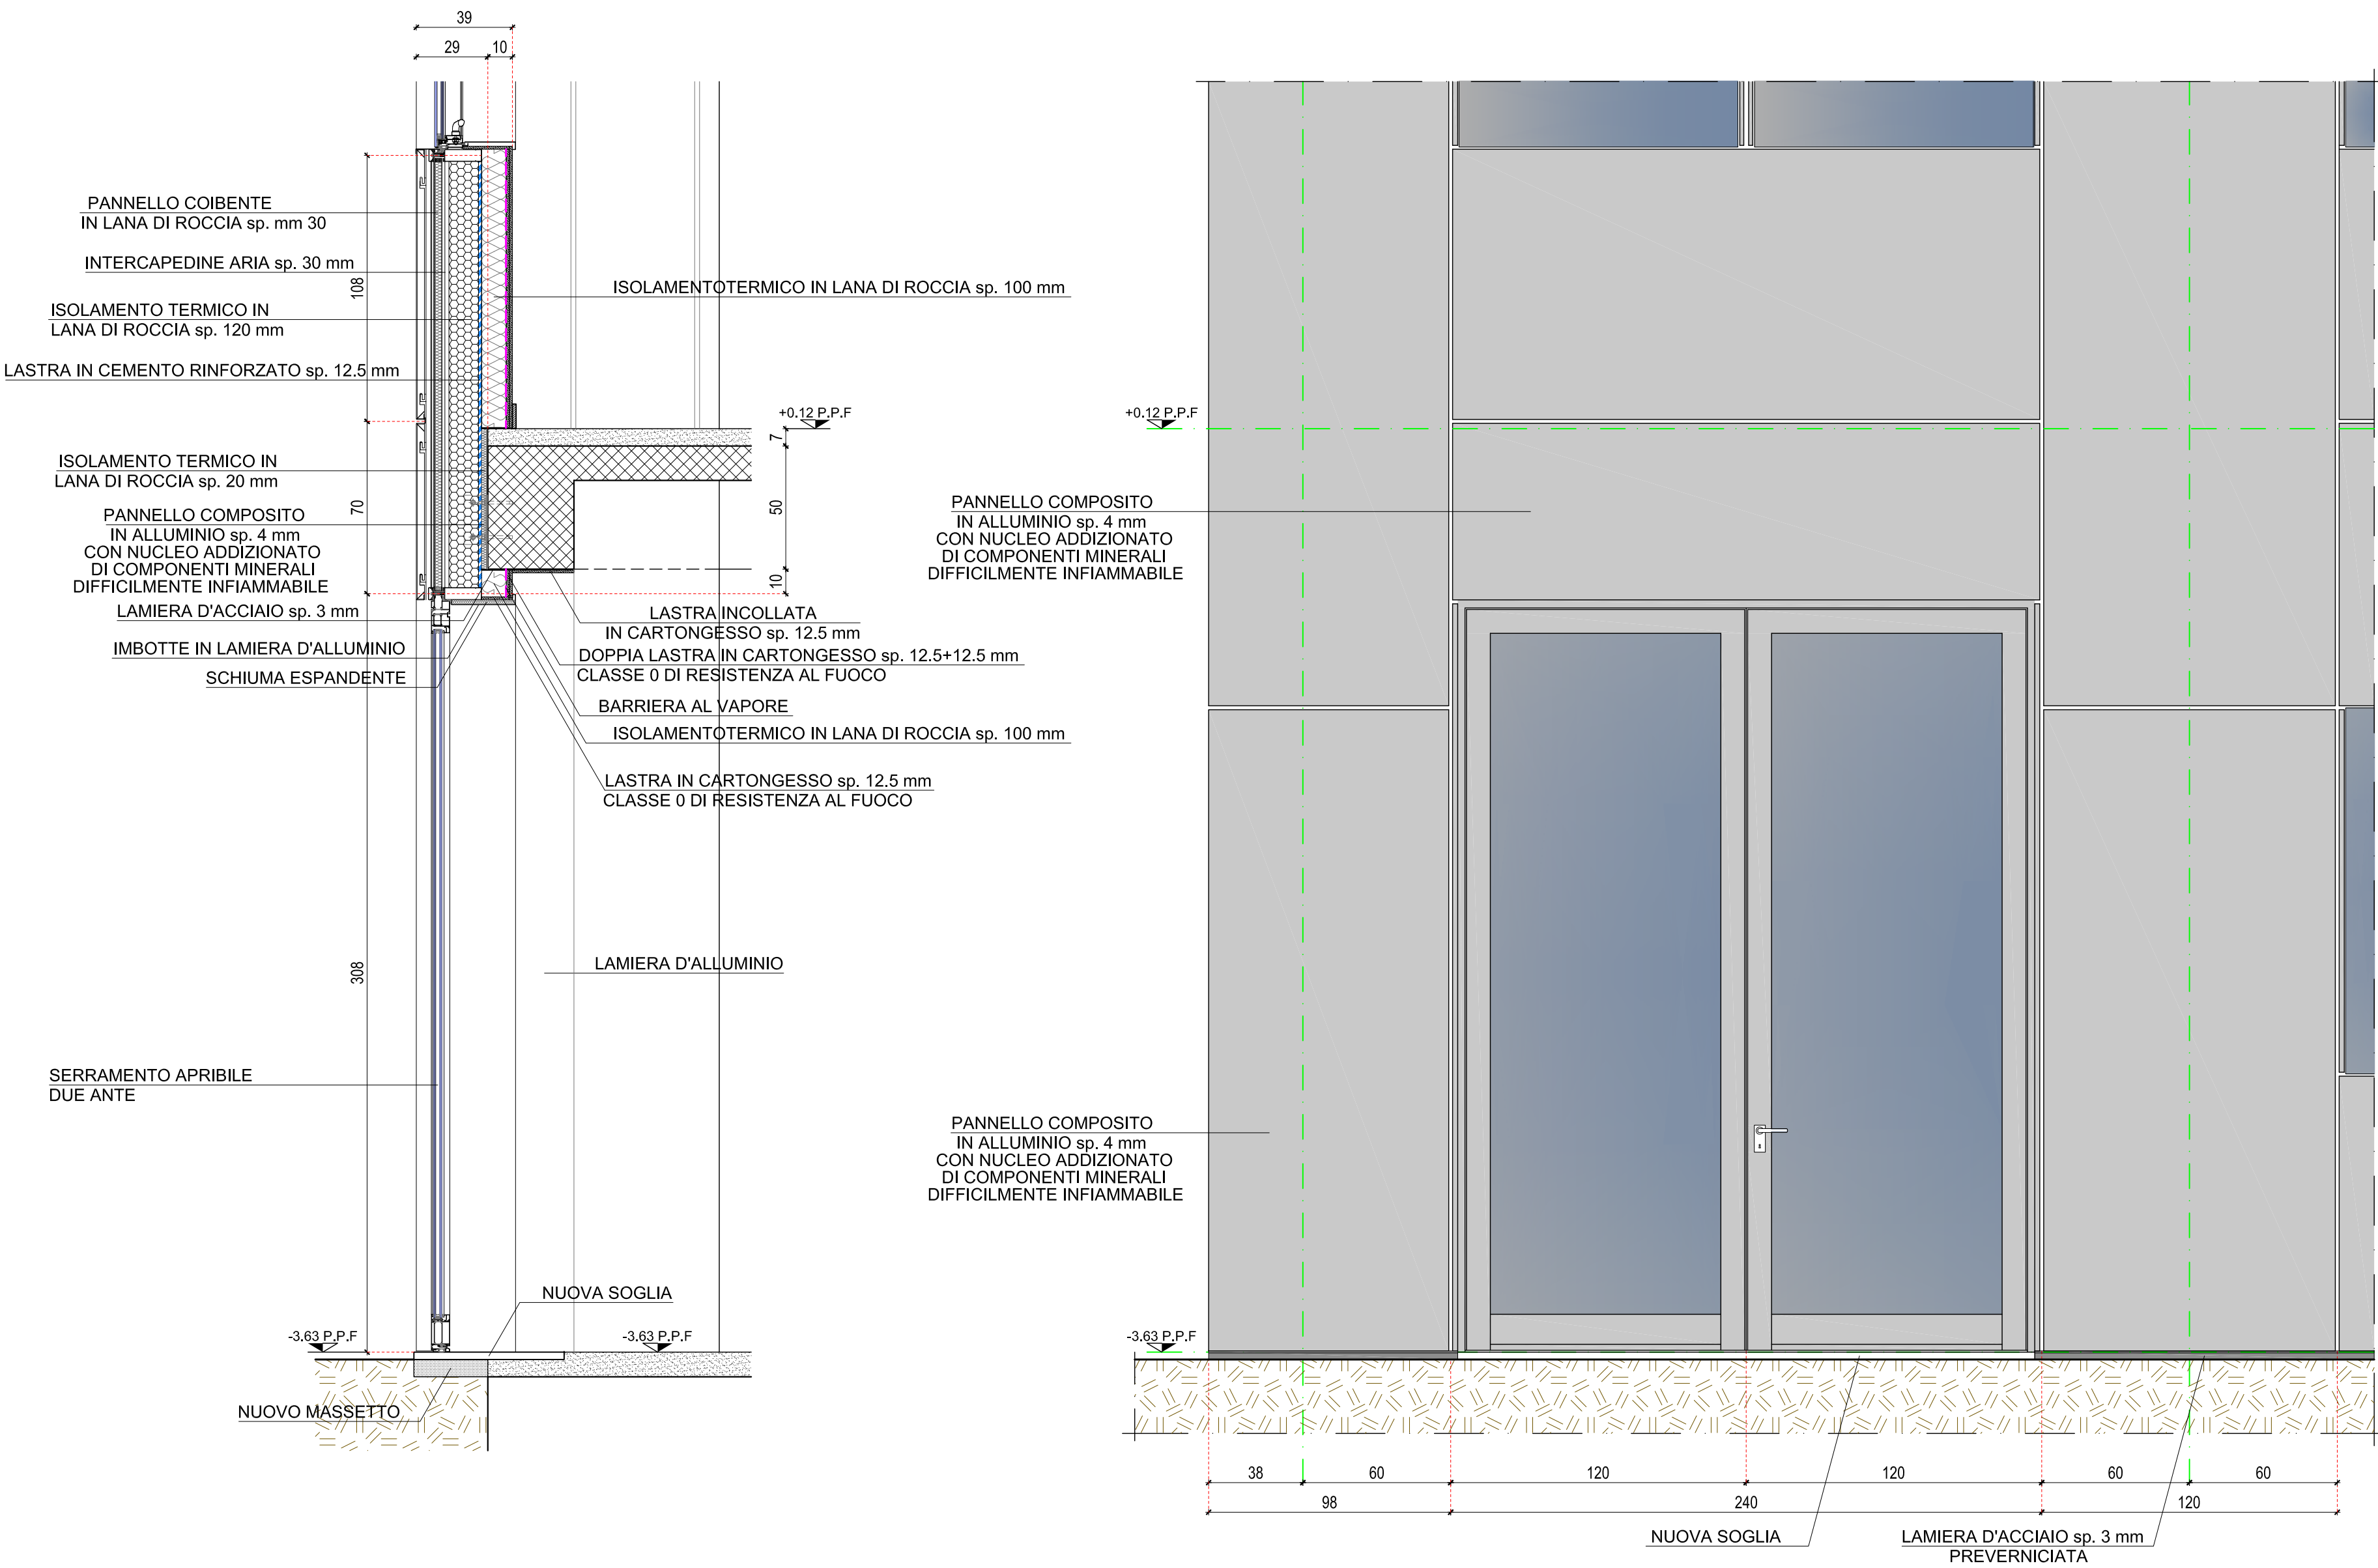 39
29
10
PANNELLO COIBENTE
IN LANA DI ROCCIA sp. mm 30
INTERCAPEDINE ARIA sp. 30 mm
108
ISOLAMENTO TERMICO IN
LANA DI ROCCIA sp. 120 mm
LASTRA IN CEMENTO RINFORZATO sp. 12.5 mm
ISOLAMENTO TERMICO IN
LANA DI ROCCIA sp. 20 mm
70
PANNELLO COMPOSITO
IN ALLUMINIO sp. 4 mm
CON NUCLEO ADDIZIONATO
DI COMPONENTI MINERALI
DIFFICILMENTE INFIAMMABILE
LAMIERA D'ACCIAIO sp. 3 mm
IMBOTTE IN LAMIERA D'ALLUMINIO
SCHIUMA ESPANDENTE
308
SERRAMENTO APRIBILE
DUE ANTE
ISOLAMENTOTERMICO IN LANA DI ROCCIA sp. 100 mm
+0.12 P.P.F
7
50
10
LASTRA INCOLLATA
IN CARTONGESSO sp. 12.5 mm
DOPPIA LASTRA IN CARTONGESSO sp. 12.5+12.5 mm
CLASSE 0 DI RESISTENZA AL FUOCO
BARRIERA AL VAPORE
ISOLAMENTOTERMICO IN LANA DI ROCCIA sp. 100 mm
LASTRA IN CARTONGESSO sp. 12.5 mm
CLASSE 0 DI RESISTENZA AL FUOCO
LAMIERA D'ALLUMINIO
NUOVA SOGLIA
-3.63 P.P.F
-3.63 P.P.F
NUOVO MASSETTO
+0.12 P.P.F
PANNELLO COMPOSITO
IN ALLUMINIO sp. 4 mm
CON NUCLEO ADDIZIONATO
DI COMPONENTI MINERALI
DIFFICILMENTE INFIAMMABILE
PANNELLO COMPOSITO
IN ALLUMINIO sp. 4 mm
CON NUCLEO ADDIZIONATO
DI COMPONENTI MINERALI
DIFFICILMENTE INFIAMMABILE
-3.63 P.P.F
38
60
120
120
60
60
98
240
120
NUOVA SOGLIA
LAMIERA D'ACCIAIO sp. 3 mm
PREVERNICIATA